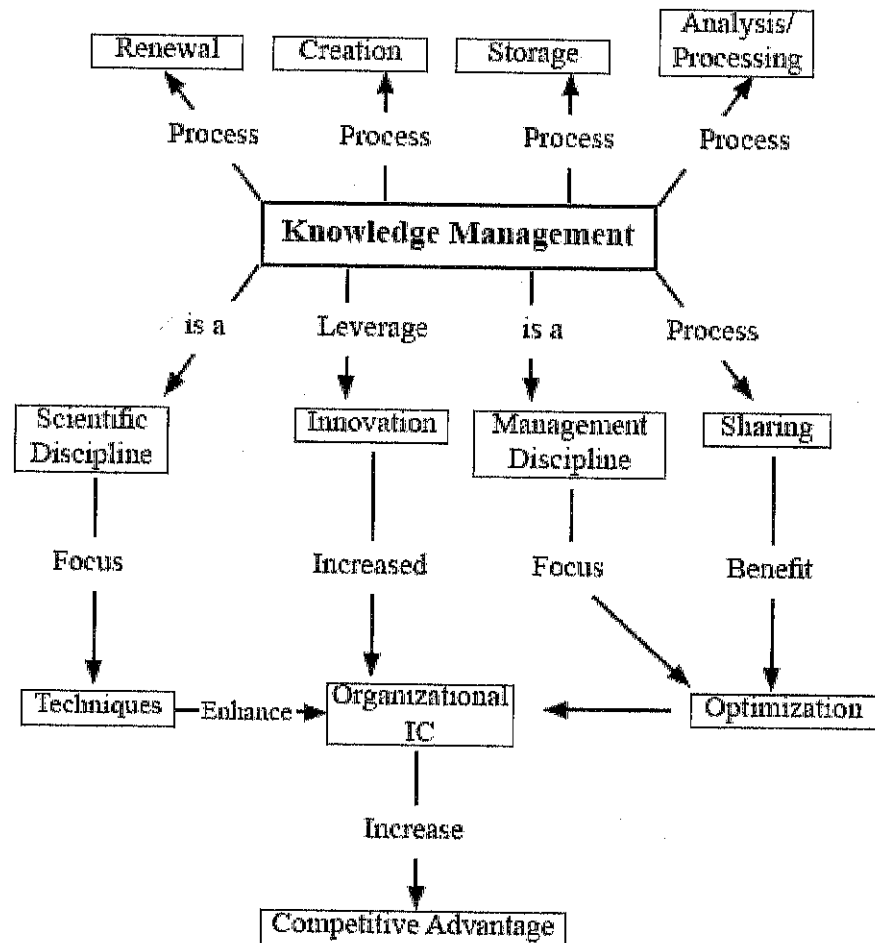 Renewal
Creation
Storage
Analysis/
Processing
Process
Process
Process
Process
Knowledge Management
is a
Leverage
is a
Process
Scientific
Discipline
Innovation
Management
Discipline
Sharing
Focus
Increased
Focus
Benefit
Techniques
Enhance
Organizational
IC
Optimization
Increase
Competitive Advantage